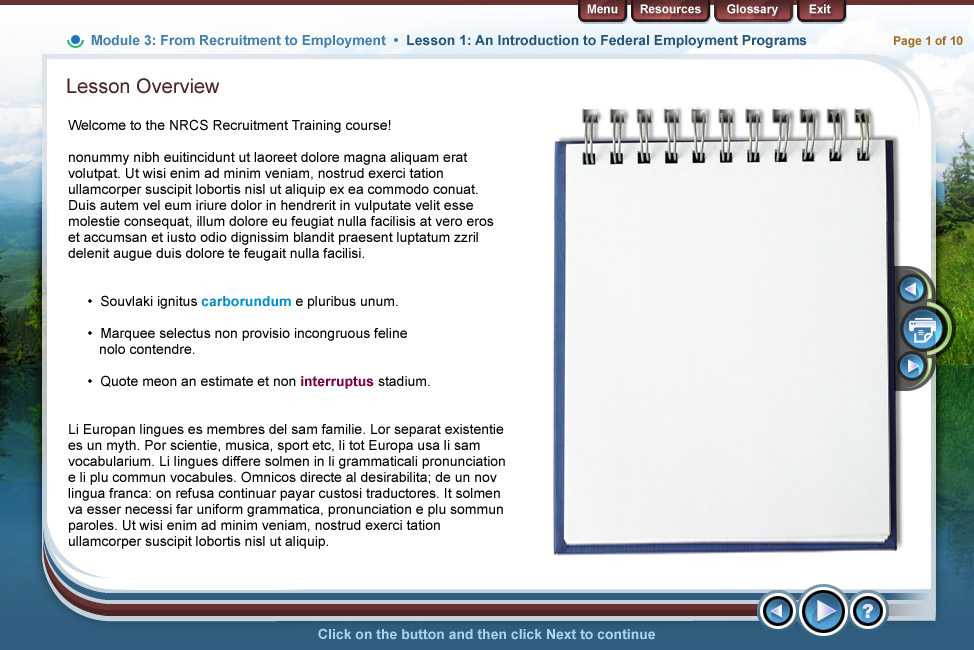 Menu Resources Glossary Exit
Module 3: From Recruitment to Employment • Lesson 1: An Introduction to Federal Employment Programs
Page 1 of 10
Lesson Overview
Welcome to the NRCS Recruitment Training course!
nonummy nibh euitincidunt ut laoreet dolore magna aliquam erat
volutpat. Ut wisi enim ad minim veniam, nostrud exerci tation
ullamcorper suscipit lobortis nisl ut aliquip ex ea commodo conuat.
Duis autem vel eum iriure dolor in hendrerit in vulputate velit esse
molestie consequat, illum dolore eu feugiat nulla facilisis at vero eros
et accumsan et iusto odio dignissim blandit praesent luptatum zzril
delenit augue duis dolore te feugait nulla facilisi.
• Souvlaki ignitus carborundum e pluribus unum.
• Marquee selectus non provisio incongruous feline
nolo contendre.
• Quote meon an estimate et non interruptus stadium.
Li Europan lingues es membres del sam familie. Lor separat existentie
es un myth. Por scientie, musica, sport etc, li tot Europa usa li sam
vocabularium. Li lingues differe solmen in li grammaticali pronunciation
e li plu commun vocabules. Omnicos directe al desirabilita; de un nov
lingua franca: on refusa continuar payar custosi traductores. It solmen
va esser necessi far uniform grammatica, pronunciation e plu sommun
paroles. Ut wisi enim ad minim veniam, nostrud exerci tation
ullamcorper suscipit lobortis nisl ut aliquip.
?
Click on the button and then click Next to continue